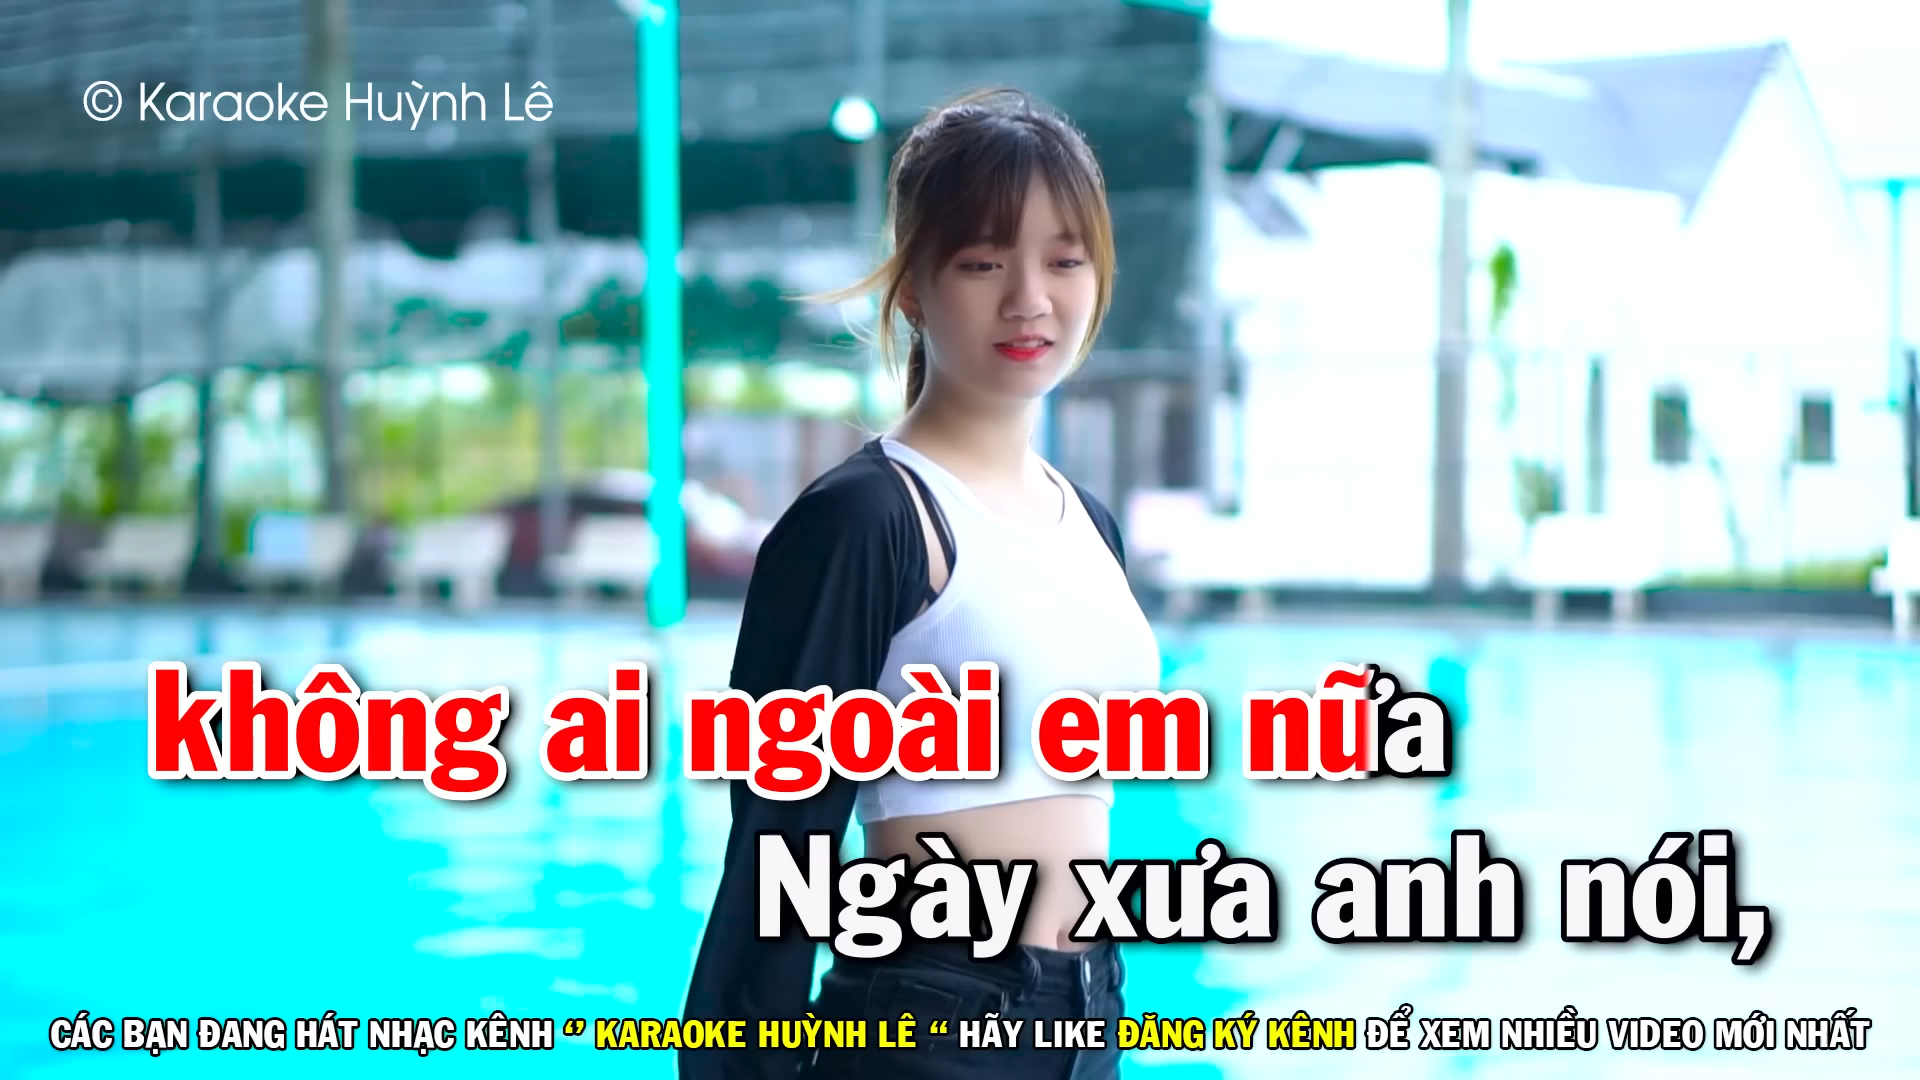 © Karaoke Huỳnh Lê
không ai ngoài em nữa
Ngày xưa anh nói,
CÁC BẠN ĐANG HÁT NHẠC KÊNH ‘’ KARAOKE HUỲNH LÊ “ HÃY LIKE ĐĂNG KÝ KÊNH ĐỂ XEM NHIỀU VIDEO MỚI NHẤT